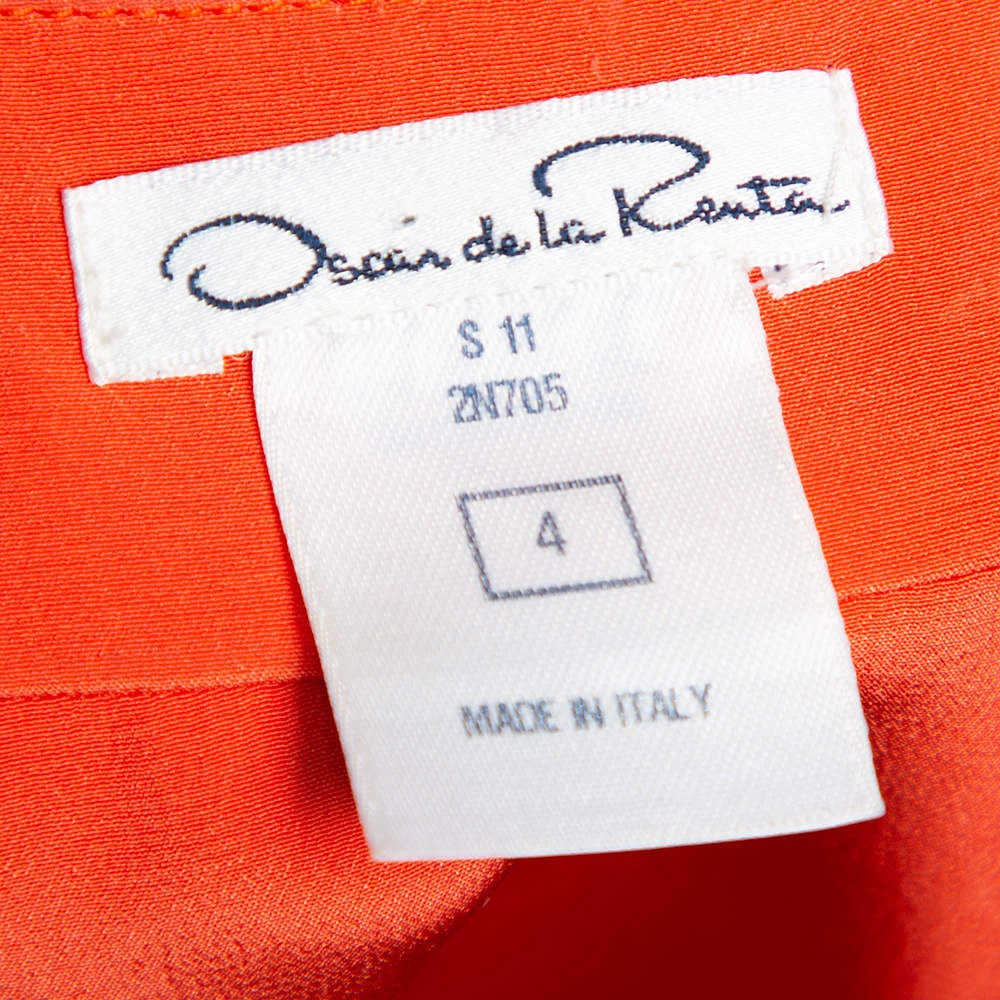 Oscar de la Renta
S 11
2N705
4
MADE IN ITALY